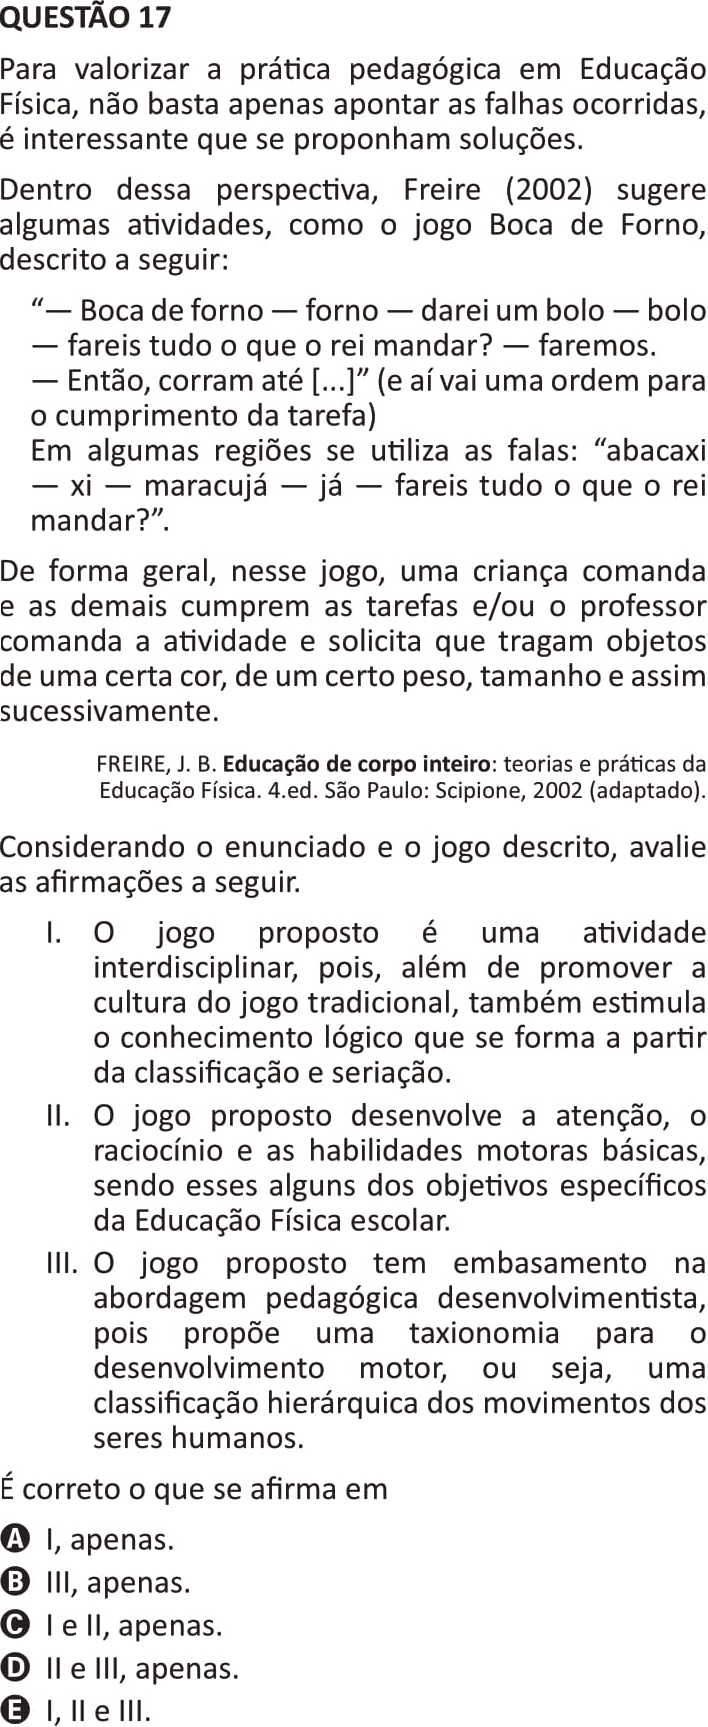 QUESTÃO 17
Para valorizar a prática pedagógica em Educação
Física, não basta apenas apontar as falhas ocorridas,
é interessante que se proponham soluções.
Dentro dessa perspectiva, Freire (2002) sugere
algumas atividades, como o jogo Boca de Forno,
descrito a seguir:
“— Boca de forno — forno — darei um bolo — bolo
— fareis tudo o que o rei mandar? — faremos.
— Então, corram até [...]” (e aí vai uma ordem para
o cumprimento da tarefa)
Em algumas regiões se utiliza as falas: “abacaxi
— xi — maracujá — já — fareis tudo o que o rei
mandar?”.
De forma geral, nesse jogo, uma criança comanda
e as demais cumprem as tarefas e/ou o professor
comanda a atividade e solicita que tragam objetos
de uma certa cor, de um certo peso, tamanho e assim
sucessivamente.
FREIRE, J. B. Educação de corpo inteiro: teorias e práticas da
Educação Física. 4.ed. São Paulo: Scipione, 2002 (adaptado).
Considerando o enunciado e o jogo descrito, avalie
as afirmações a seguir.
I. O jogo proposto é uma atividade
interdisciplinar, pois, além de promover a
cultura do jogo tradicional, também estimula
o conhecimento lógico que se forma a partir
da classificação e seriação.
II. O jogo proposto desenvolve a atenção, o
raciocínio e as habilidades motoras básicas,
sendo esses alguns dos objetivos específicos
da Educação Física escolar.
III. O jogo proposto tem embasamento na
abordagem pedagógica desenvolvimentista,
pois propõe uma taxionomia para o
desenvolvimento motor, ou seja, uma
classificação hierárquica dos movimentos dos
seres humanos.
É correto o que se afirma em
A I, apenas.
B III, apenas.
C I e II, apenas.
D II e III, apenas.
E I, II e III.